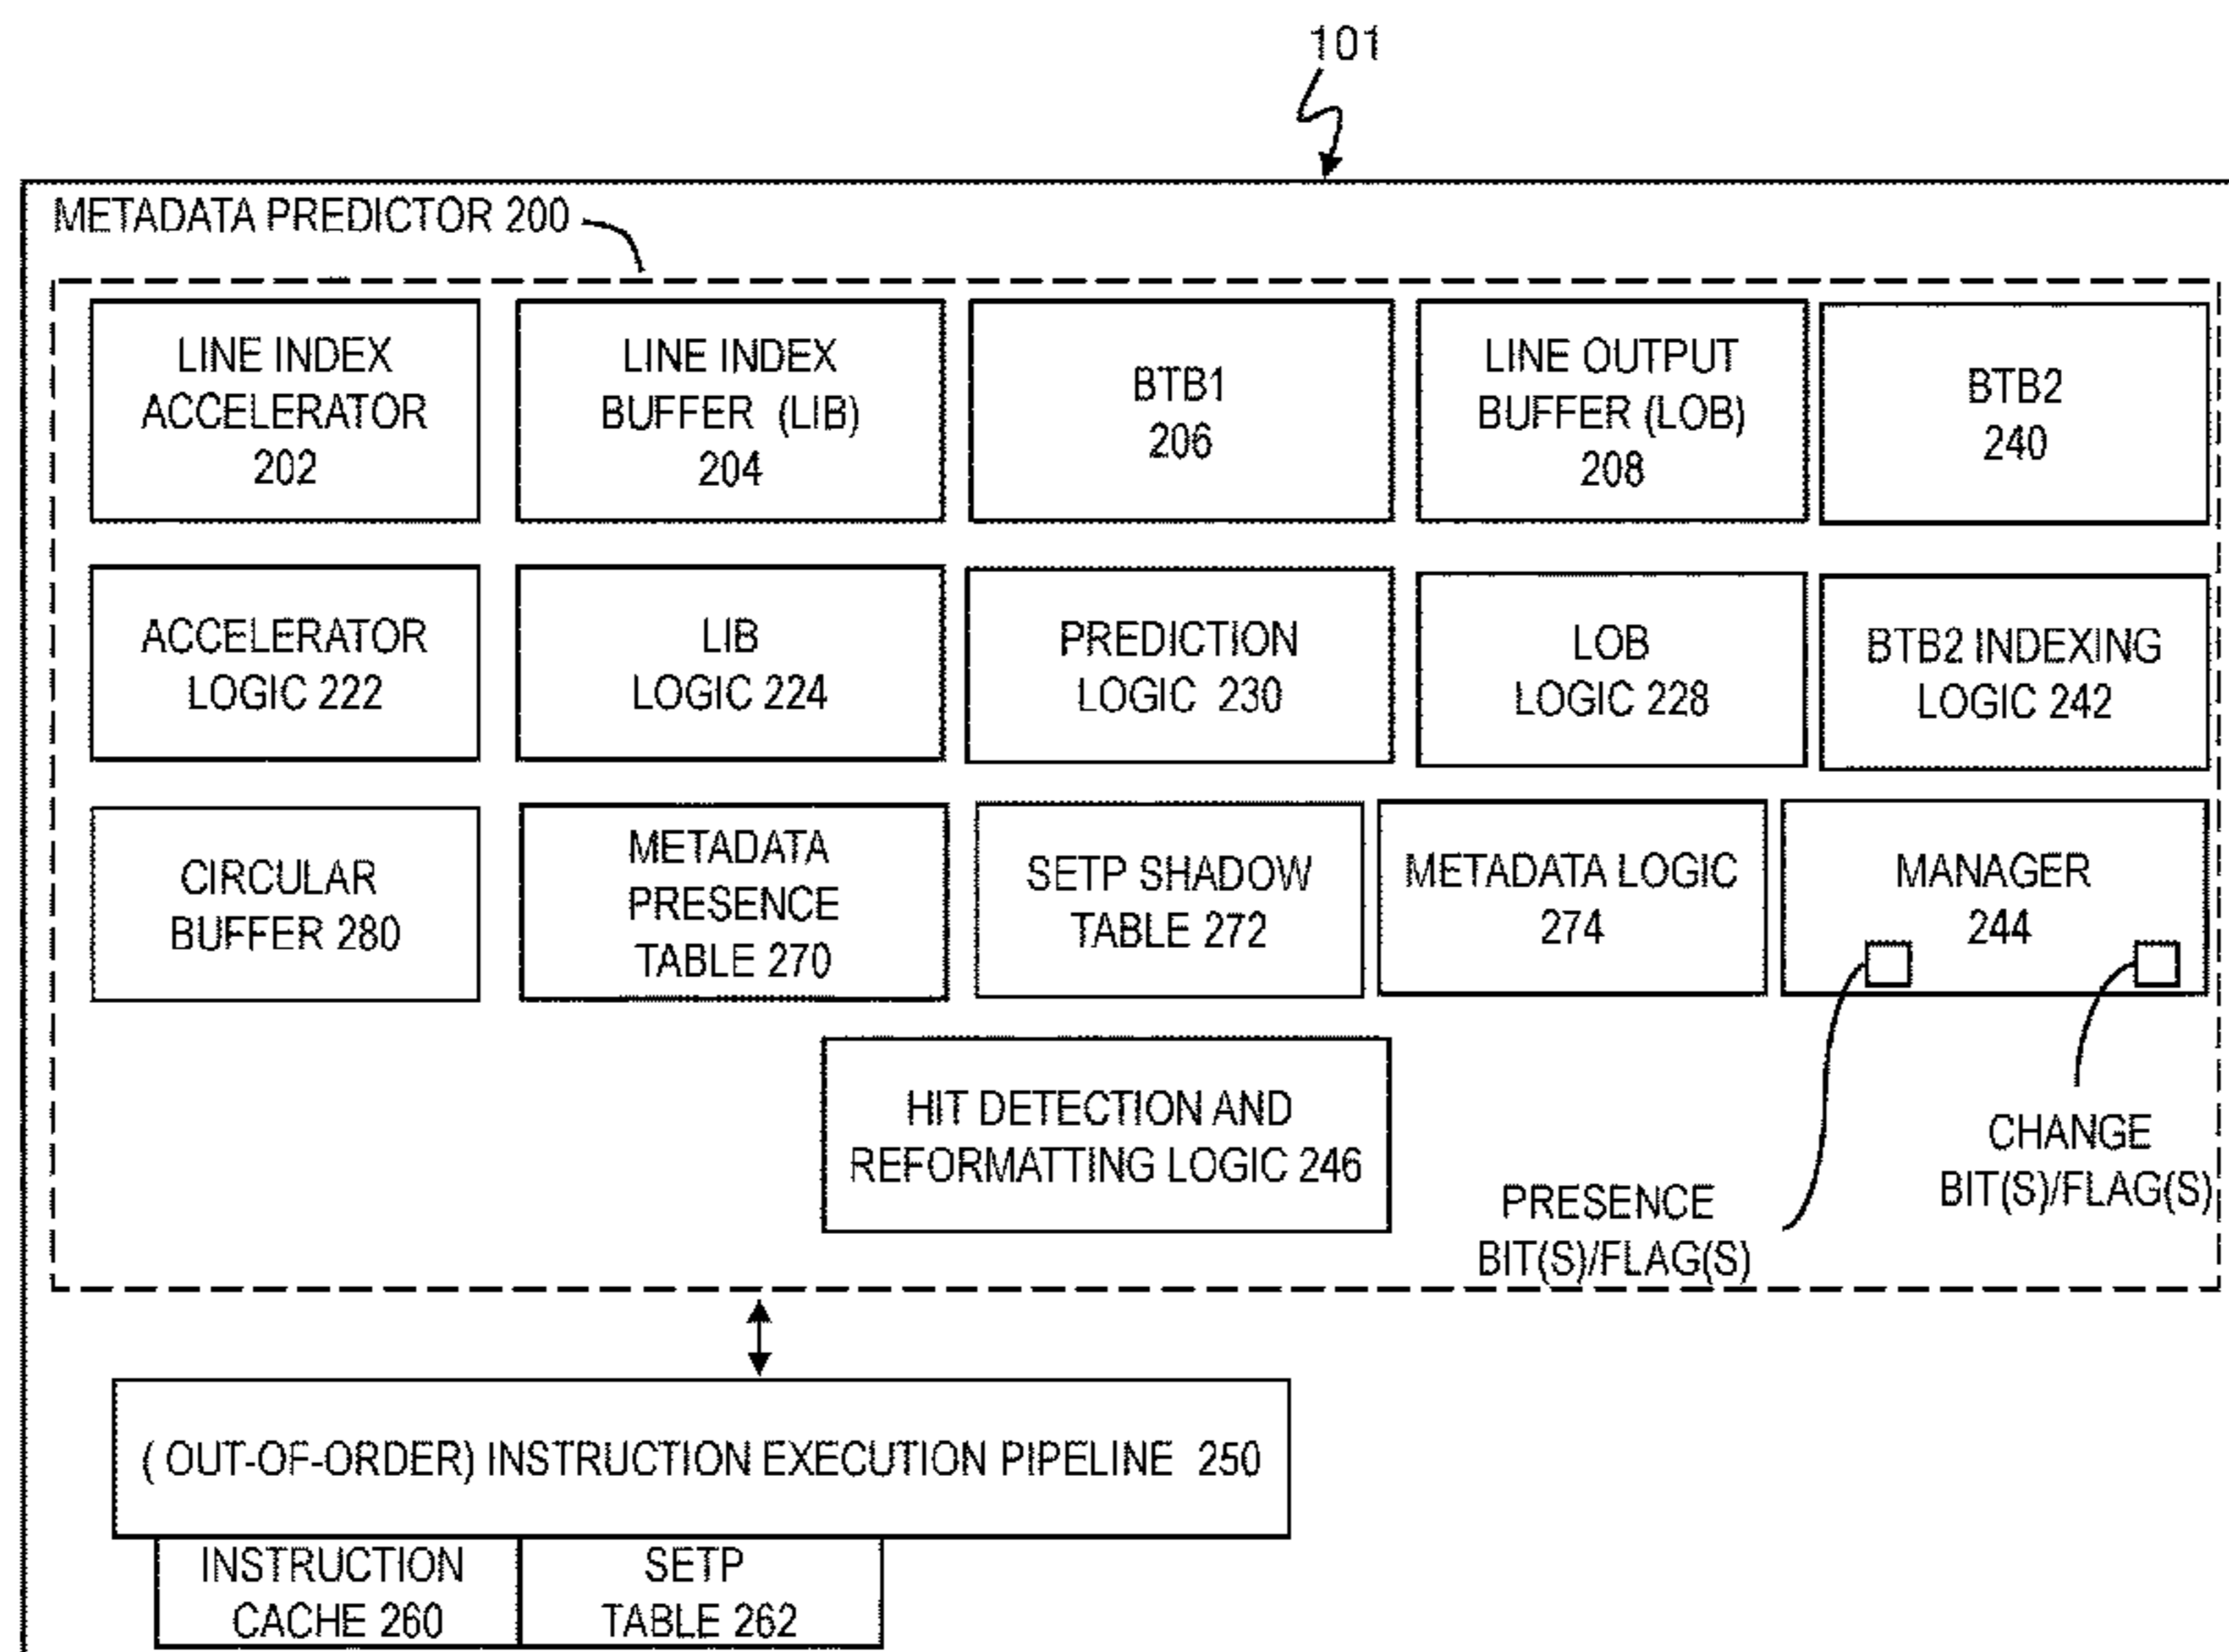 101
METADATA PREDICTOR 200
LINE INDEX
ACCELERATOR
202
LINE INDEX
BUFFER (LIB)
204
BTB1
206
LINE OUTPUT
BUFFER (LOB)
208
BTB2
240
ACCELERATOR
LOGIC 222
LIB
LOGIC 224
PREDICTION
LOGIC 230
LOB
LOGIC 228
BTB2 INDEXING
LOGIC 242
CIRCULAR
BUFFER 280
METADATA
PRESENCE
TABLE 270
SETP SHADOW
TABLE 272
METADATA LOGIC
274
MANAGER
244
HIT DETECTION AND
REFORMATTING LOGIC 246
PRESENCE
BIT(S)/FLAG(S)
CHANGE
BIT(S)/FLAG(S)
( OUT-OF-ORDER) INSTRUCTION EXECUTION PIPELINE 250
INSTRUCTION
CACHE 260
SETP
TABLE 262